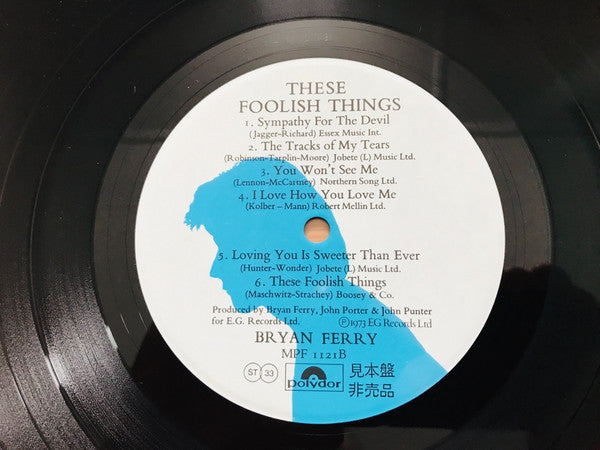 THESE
FOOLISH THINGS
1. Sympathy For The Devil
(Jagger-Richard) Essex Music Int.
2. The Tracks of My Tears
(Robinson-Tarplin-Moore) Jobete (L) Music Ltd.
3. You Won't See Me
(Lennon-McCartney) Northern Song Ltd.
4. I Love How You Love Me
(Kolber – Mann) Robert Mellin Ltd.
5. Loving You Is Sweeter Than Ever
(Hunter-Wonder) Jobete (L) Music Ltd.
6. These Foolish Things
(Maschwitz-Strachey) Boosey & Co.
Produced by Bryan Ferry, John Porter & John Punter
for E.G. Records Ltd. Ⓟ1973 EG Records Ltd
BRYAN FERRY
MPF 1121B
ST 33 polydor 見本盤
非売品